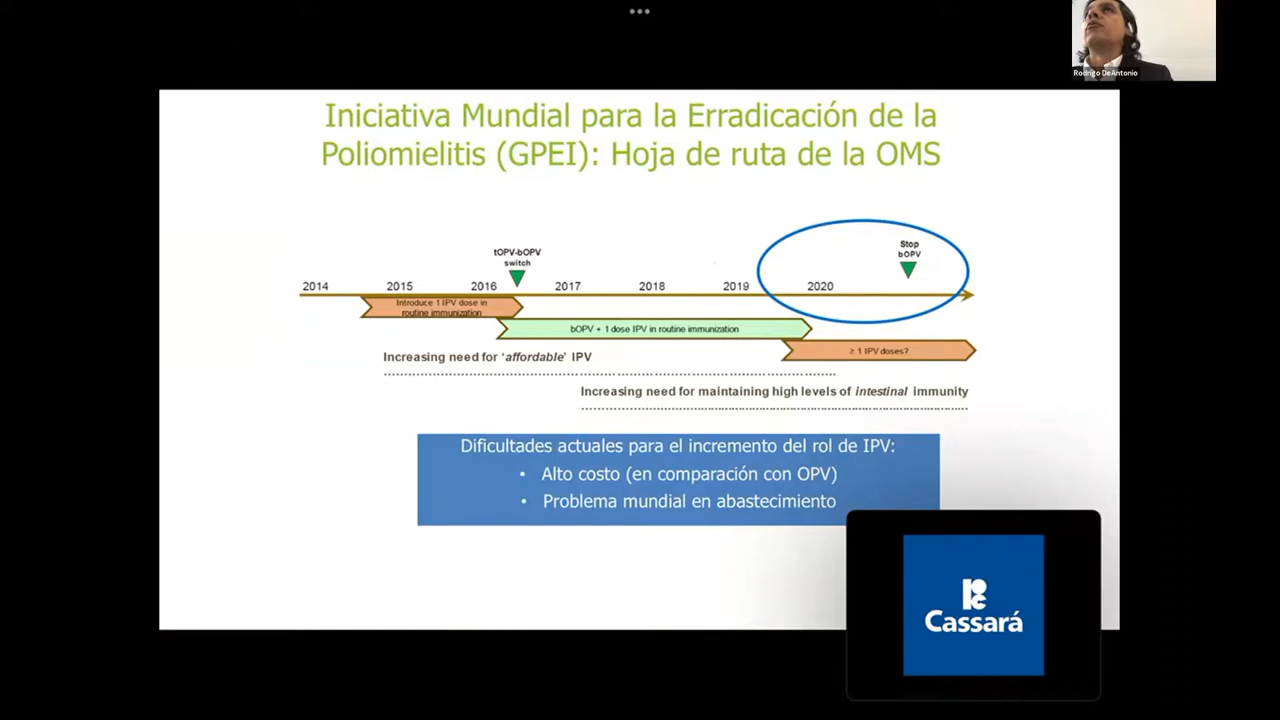 Rodrigo DeAntonio
Iniciativa Mundial para la Erradicación de la
Poliomielitis (GPEI): Hoja de ruta de la OMS
tOPV-bOPV
switch
Stop
bOPV
2014 2015 2016 2017 2018 2019 2020
Introduce 1 IPV dose in
routine immunization
bOPV + 1 dose IPV in routine immunization
≥ 1 IPV doses?
Increasing need for 'affordable' IPV
Increasing need for maintaining high levels of intestinal immunity
Dificultades actuales para el incremento del rol de IPV:
• Alto costo (en comparación con OPV)
• Problema mundial en abastecimiento
Cassará